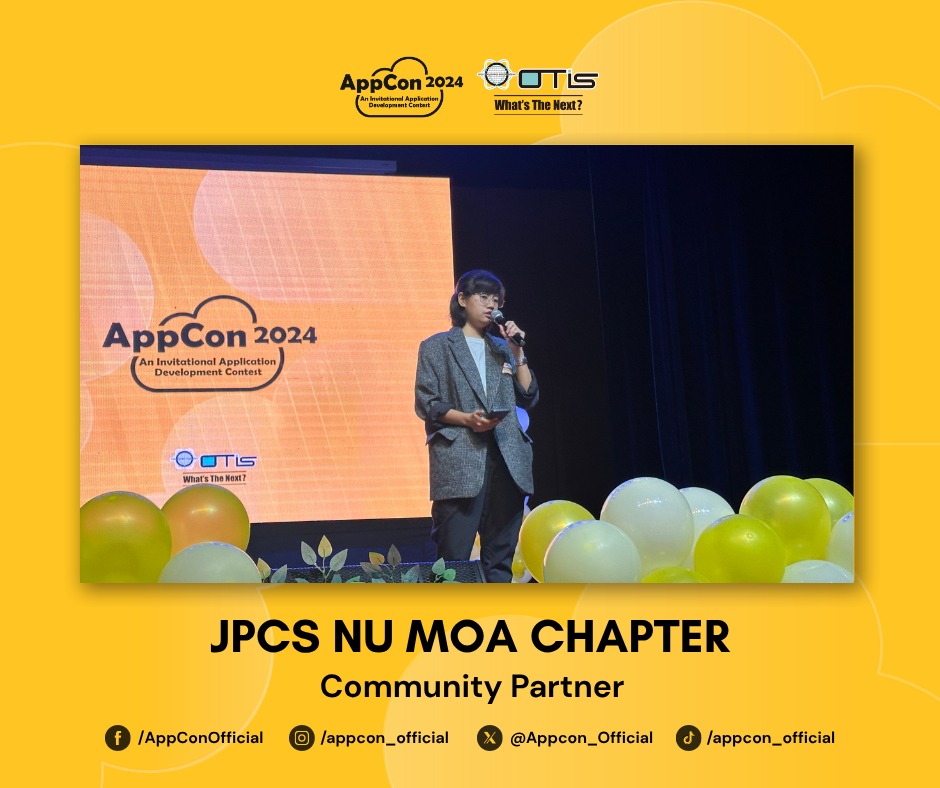 AppCon 2024
An Invitational Application
Development Contest
OTis
What's The Next?
AppCon 2024
An Invitational Application
Development Contest
OTis
What's The Next?
JPCS NU MOA CHAPTER
Community Partner
/AppConOfficial
/appcon_official
@Appcon_Official
/appcon_official